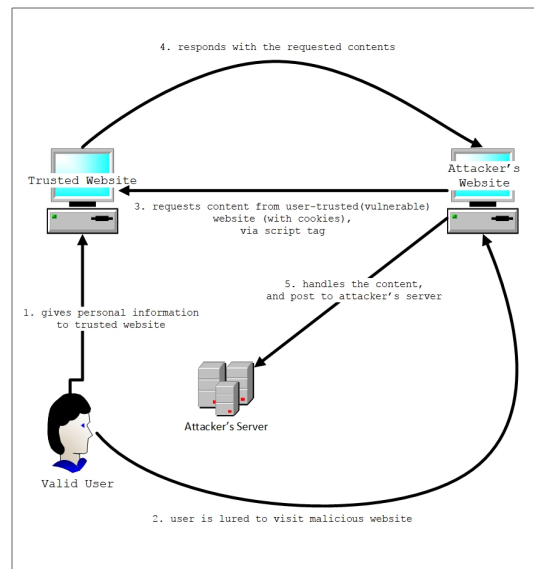 4. responds with the requested contents
Trusted Website
Attacker's
Website
3. requests content from user-trusted(vulnerable)
website (with cookies),
via script tag
5. handles the content,
and post to attacker's server
1. gives personal information
to trusted website
Attacker's Server
Valid User
2. user is lured to visit malicious website